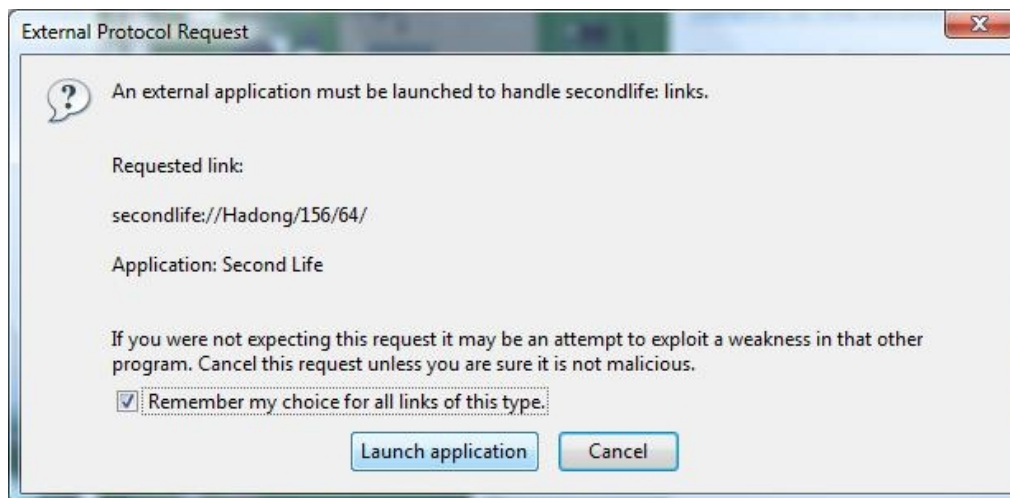 External Protocol Request
An external application must be launched to handle secondlife: links.
Requested link:
secondlife://Hadong/156/64/
Application: Second Life
If you were not expecting this request it may be an attempt to exploit a weakness in that other
program. Cancel this request unless you are sure it is not malicious.
Remember my choice for all links of this type.
Launch application Cancel